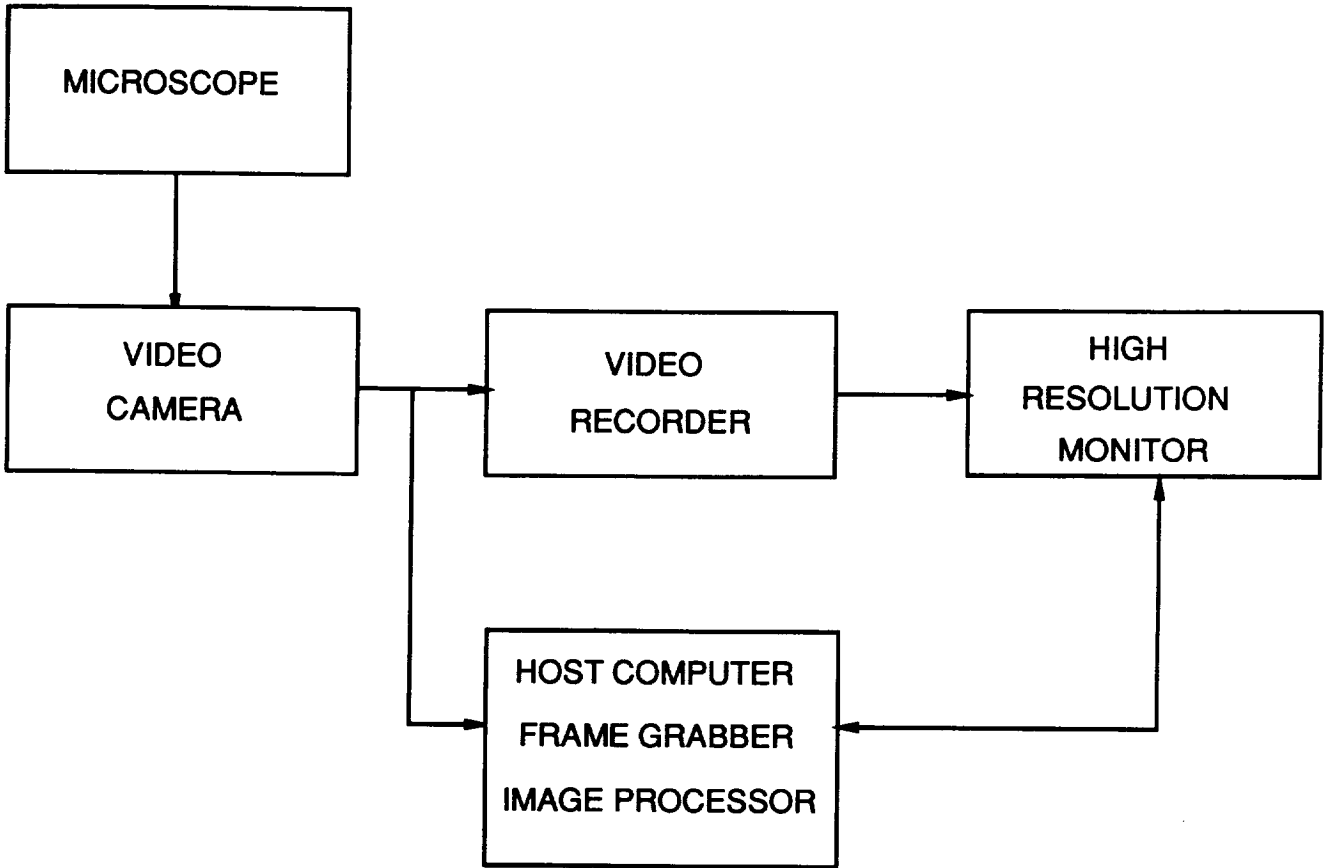 MICROSCOPE
VIDEO
CAMERA
VIDEO
RECORDER
HIGH
RESOLUTION
MONITOR
HOST COMPUTER
FRAME GRABBER
IMAGE PROCESSOR